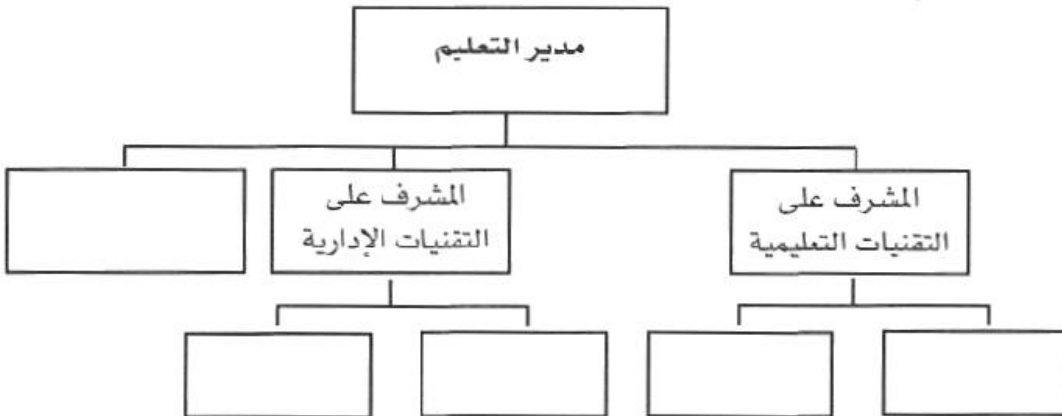 مدير التعليم
المشرف على
التقنيات التعليمية
المشرف على
التقنيات الإدارية